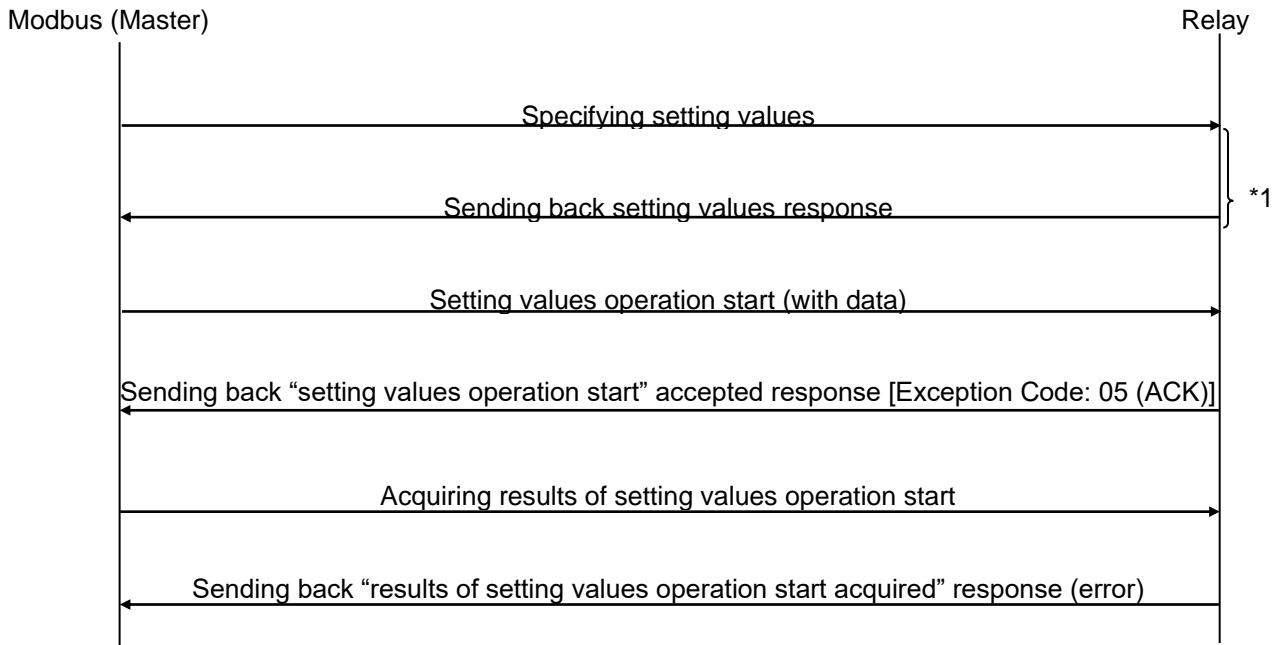 Modbus (Master)
Relay
Specifying setting values
*1
Sending back setting values response
Setting values operation start (with data)
Sending back “setting values operation start” accepted response [Exception Code: 05 (ACK)]
Acquiring results of setting values operation start
Sending back “results of setting values operation start acquired” response (error)